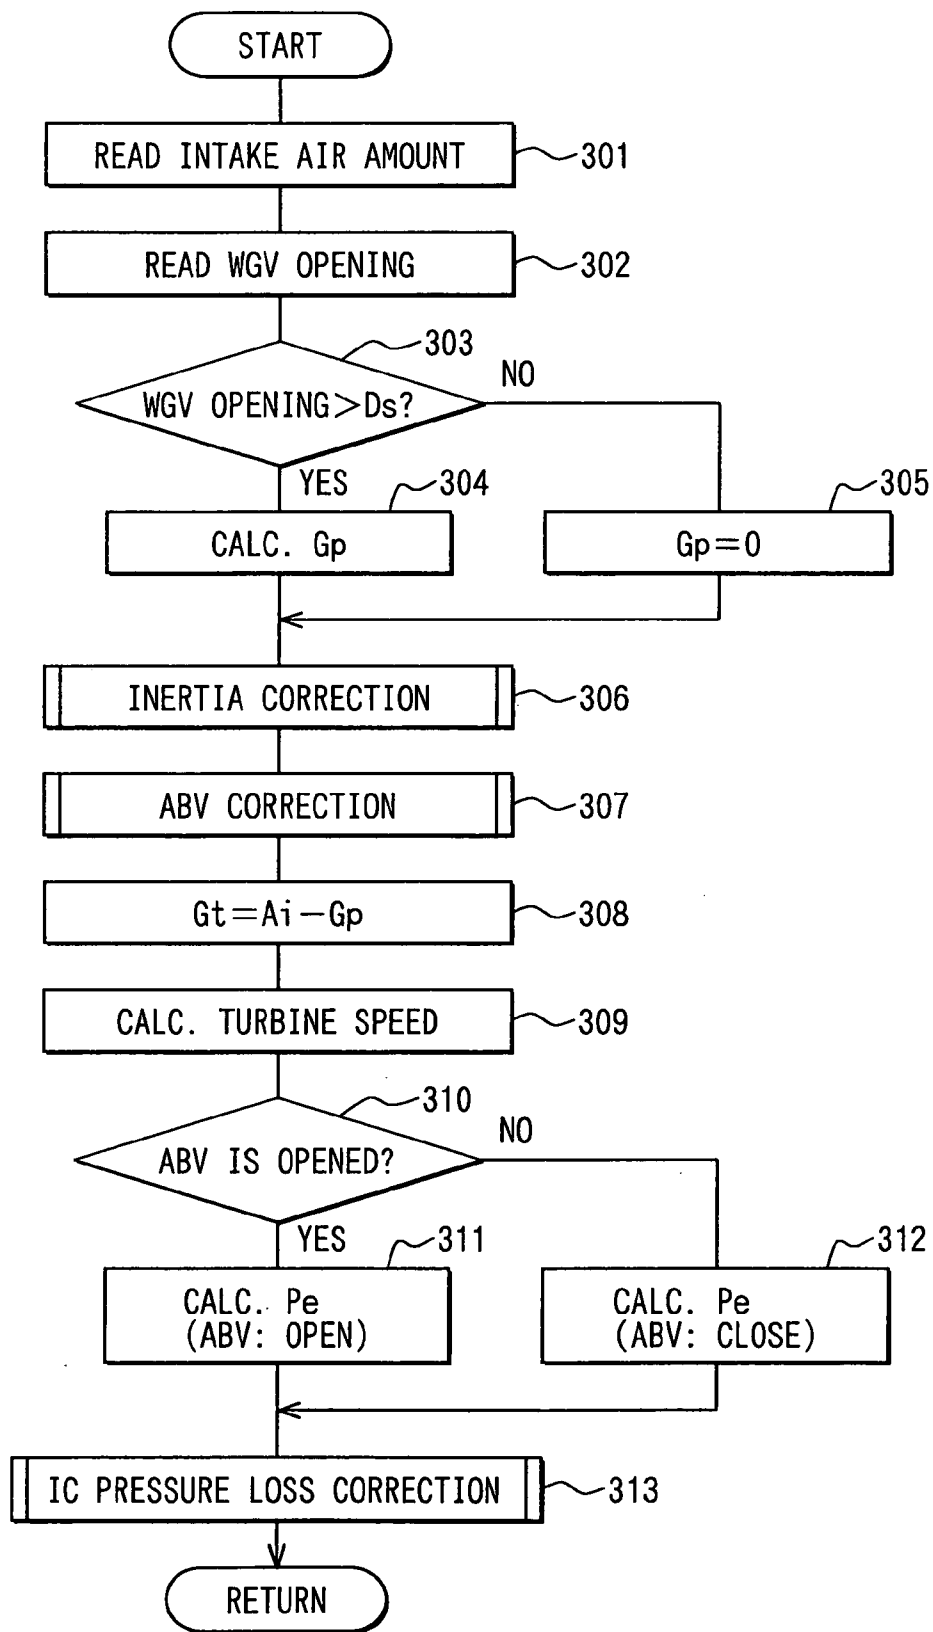 START
READ INTAKE AIR AMOUNT
301
READ WGV OPENING
302
303
WGV OPENING>Ds?
NO
YES
304
305
CALC. Gp
Gp=0
INERTIA CORRECTION
306
ABV CORRECTION
307
Gt=Ai-Gp
308
CALC. TURBINE SPEED
309
310
ABV IS OPENED?
NO
YES
311
312
CALC. Pe
(ABV: OPEN)
CALC. Pe
(ABV: CLOSE)
IC PRESSURE LOSS CORRECTION
313
RETURN